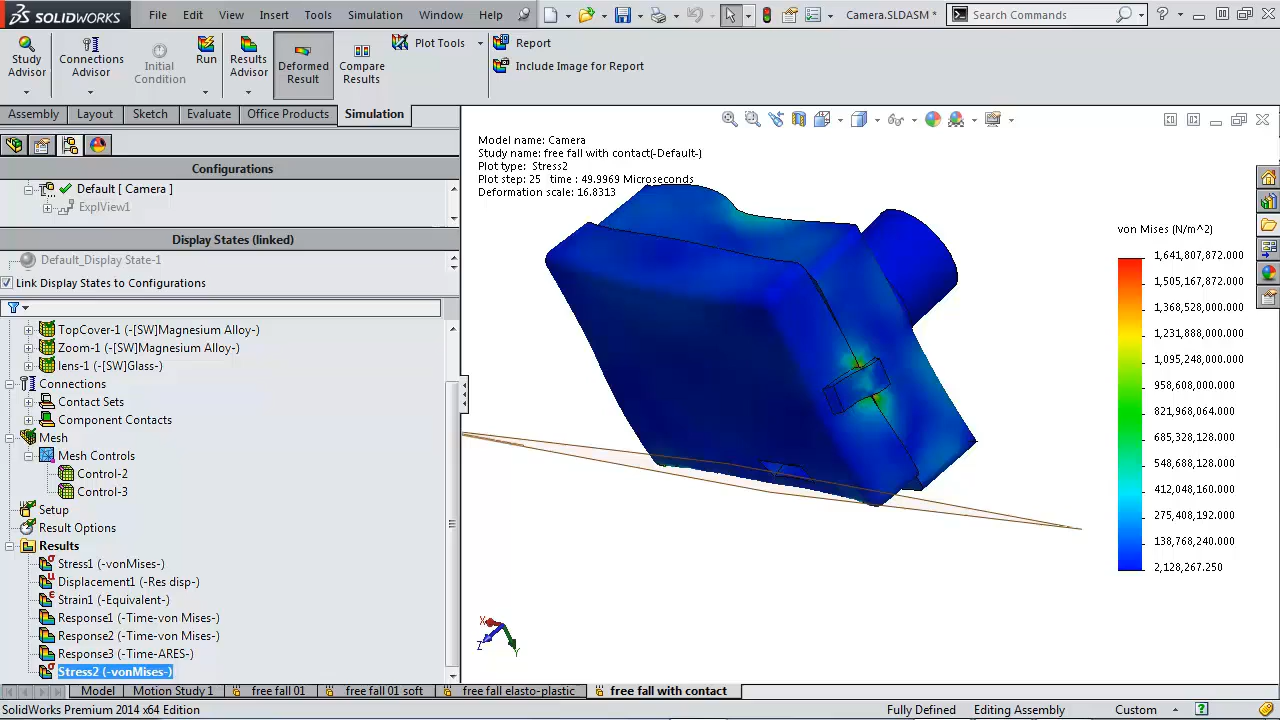 SOLIDWORKS File Edit View Insert Tools Simulation Window Help Camera.SLDASM * Search Commands
Study Advisor
Connections Advisor
Initial Condition
Run
Results Advisor
Deformed Result
Compare Results
Plot Tools
Report
Include Image for Report
Assembly Layout Sketch Evaluate Office Products Simulation
Configurations
Default [ Camera ]
ExplView1
Display States (linked)
Default_Display State-1
Link Display States to Configurations
TopCover-1 (-[SW]Magnesium Alloy-)
Zoom-1 (-[SW]Magnesium Alloy-)
lens-1 (-[SW]Glass-)
Connections
Contact Sets
Component Contacts
Mesh
Mesh Controls
Control-2
Control-3
Setup
Result Options
Results
Stress1 (-vonMises-)
Displacement1 (-Res disp-)
Strain1 (-Equivalent-)
Response1 (-Time-von Mises-)
Response2 (-Time-von Mises-)
Response3 (-Time-ARES-)
Stress2 (-vonMises-)
Model name: Camera
Study name: free fall with contact(-Default-)
Plot type: Stress2
Plot step: 25 time : 49.9969 Microseconds
Deformation scale: 16.8313
von Mises (N/m^2)
1,641,807,872.000
1,505,167,872.000
1,368,528,000.000
1,231,888,000.000
1,095,248,000.000
958,608,064.000
821,968,064.000
685,328,128.000
548,688,128.000
412,048,160.000
275,408,192.000
138,768,240.000
2,128,267.250
X
Z
Y
Model Motion Study 1 free fall 01 free fall 01 soft free fall elasto-plastic free fall with contact
SolidWorks Premium 2014 x64 Edition Fully Defined Editing Assembly Custom